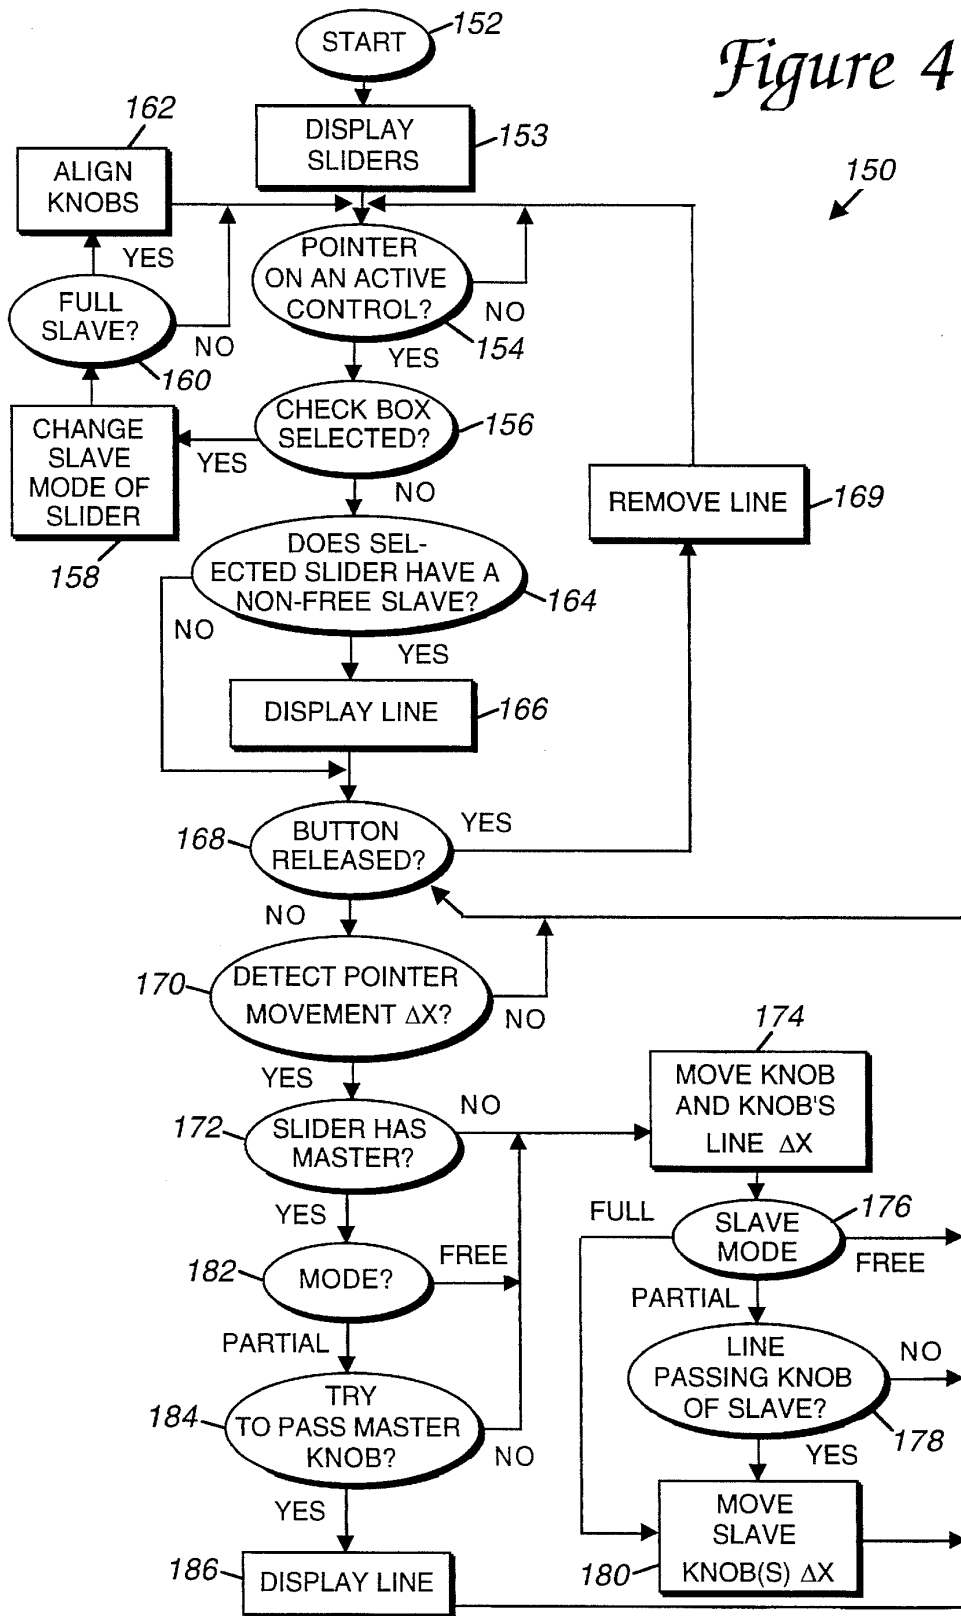 Figure 4
150
START
152
DISPLAY
SLIDERS
153
162
ALIGN
KNOBS
YES
FULL
SLAVE?
NO
160
POINTER
ON AN ACTIVE
CONTROL?
NO
154
YES
CHECK BOX
SELECTED?
156
YES
NO
CHANGE
SLAVE
MODE OF
SLIDER
158
REMOVE LINE
169
DOES SEL-
ECTED SLIDER HAVE A
NON-FREE SLAVE?
164
NO
YES
DISPLAY LINE
166
168
BUTTON
RELEASED?
YES
NO
170
DETECT POINTER
MOVEMENT ΔX?
NO
YES
172
SLIDER HAS
MASTER?
NO
YES
174
MOVE KNOB
AND KNOB'S
LINE ΔX
182
MODE?
FREE
PARTIAL
FULL
SLAVE
MODE
176
FREE
PARTIAL
184
TRY
TO PASS MASTER
KNOB?
NO
YES
LINE
PASSING KNOB
OF SLAVE?
NO
178
YES
MOVE
SLAVE
KNOB(S) ΔX
180
186
DISPLAY LINE